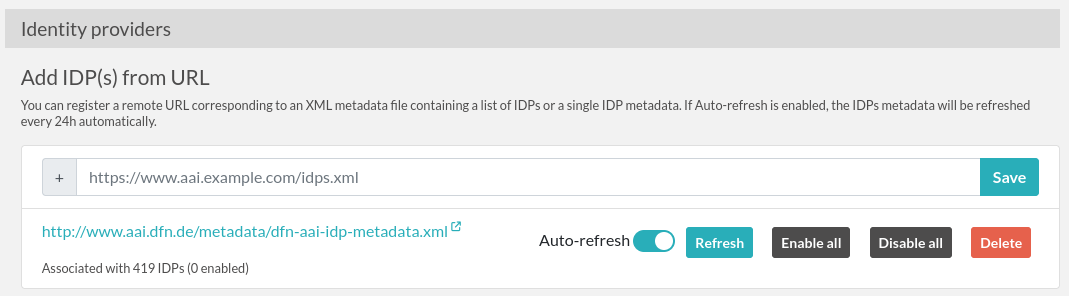 Identity providers
Add IDP(s) from URL
You can register a remote URL corresponding to an XML metadata file containing a list of IDPs or a single IDP metadata. If Auto-refresh is enabled, the IDPs metadata will be refreshed
every 24h automatically.
+ https://www.aai.example.com/idps.xml Save
http://www.aai.dfn.de/metadata/dfn-aai-idp-metadata.xml Auto-refresh Refresh Enable all Disable all Delete
Associated with 419 IDPs (0 enabled)